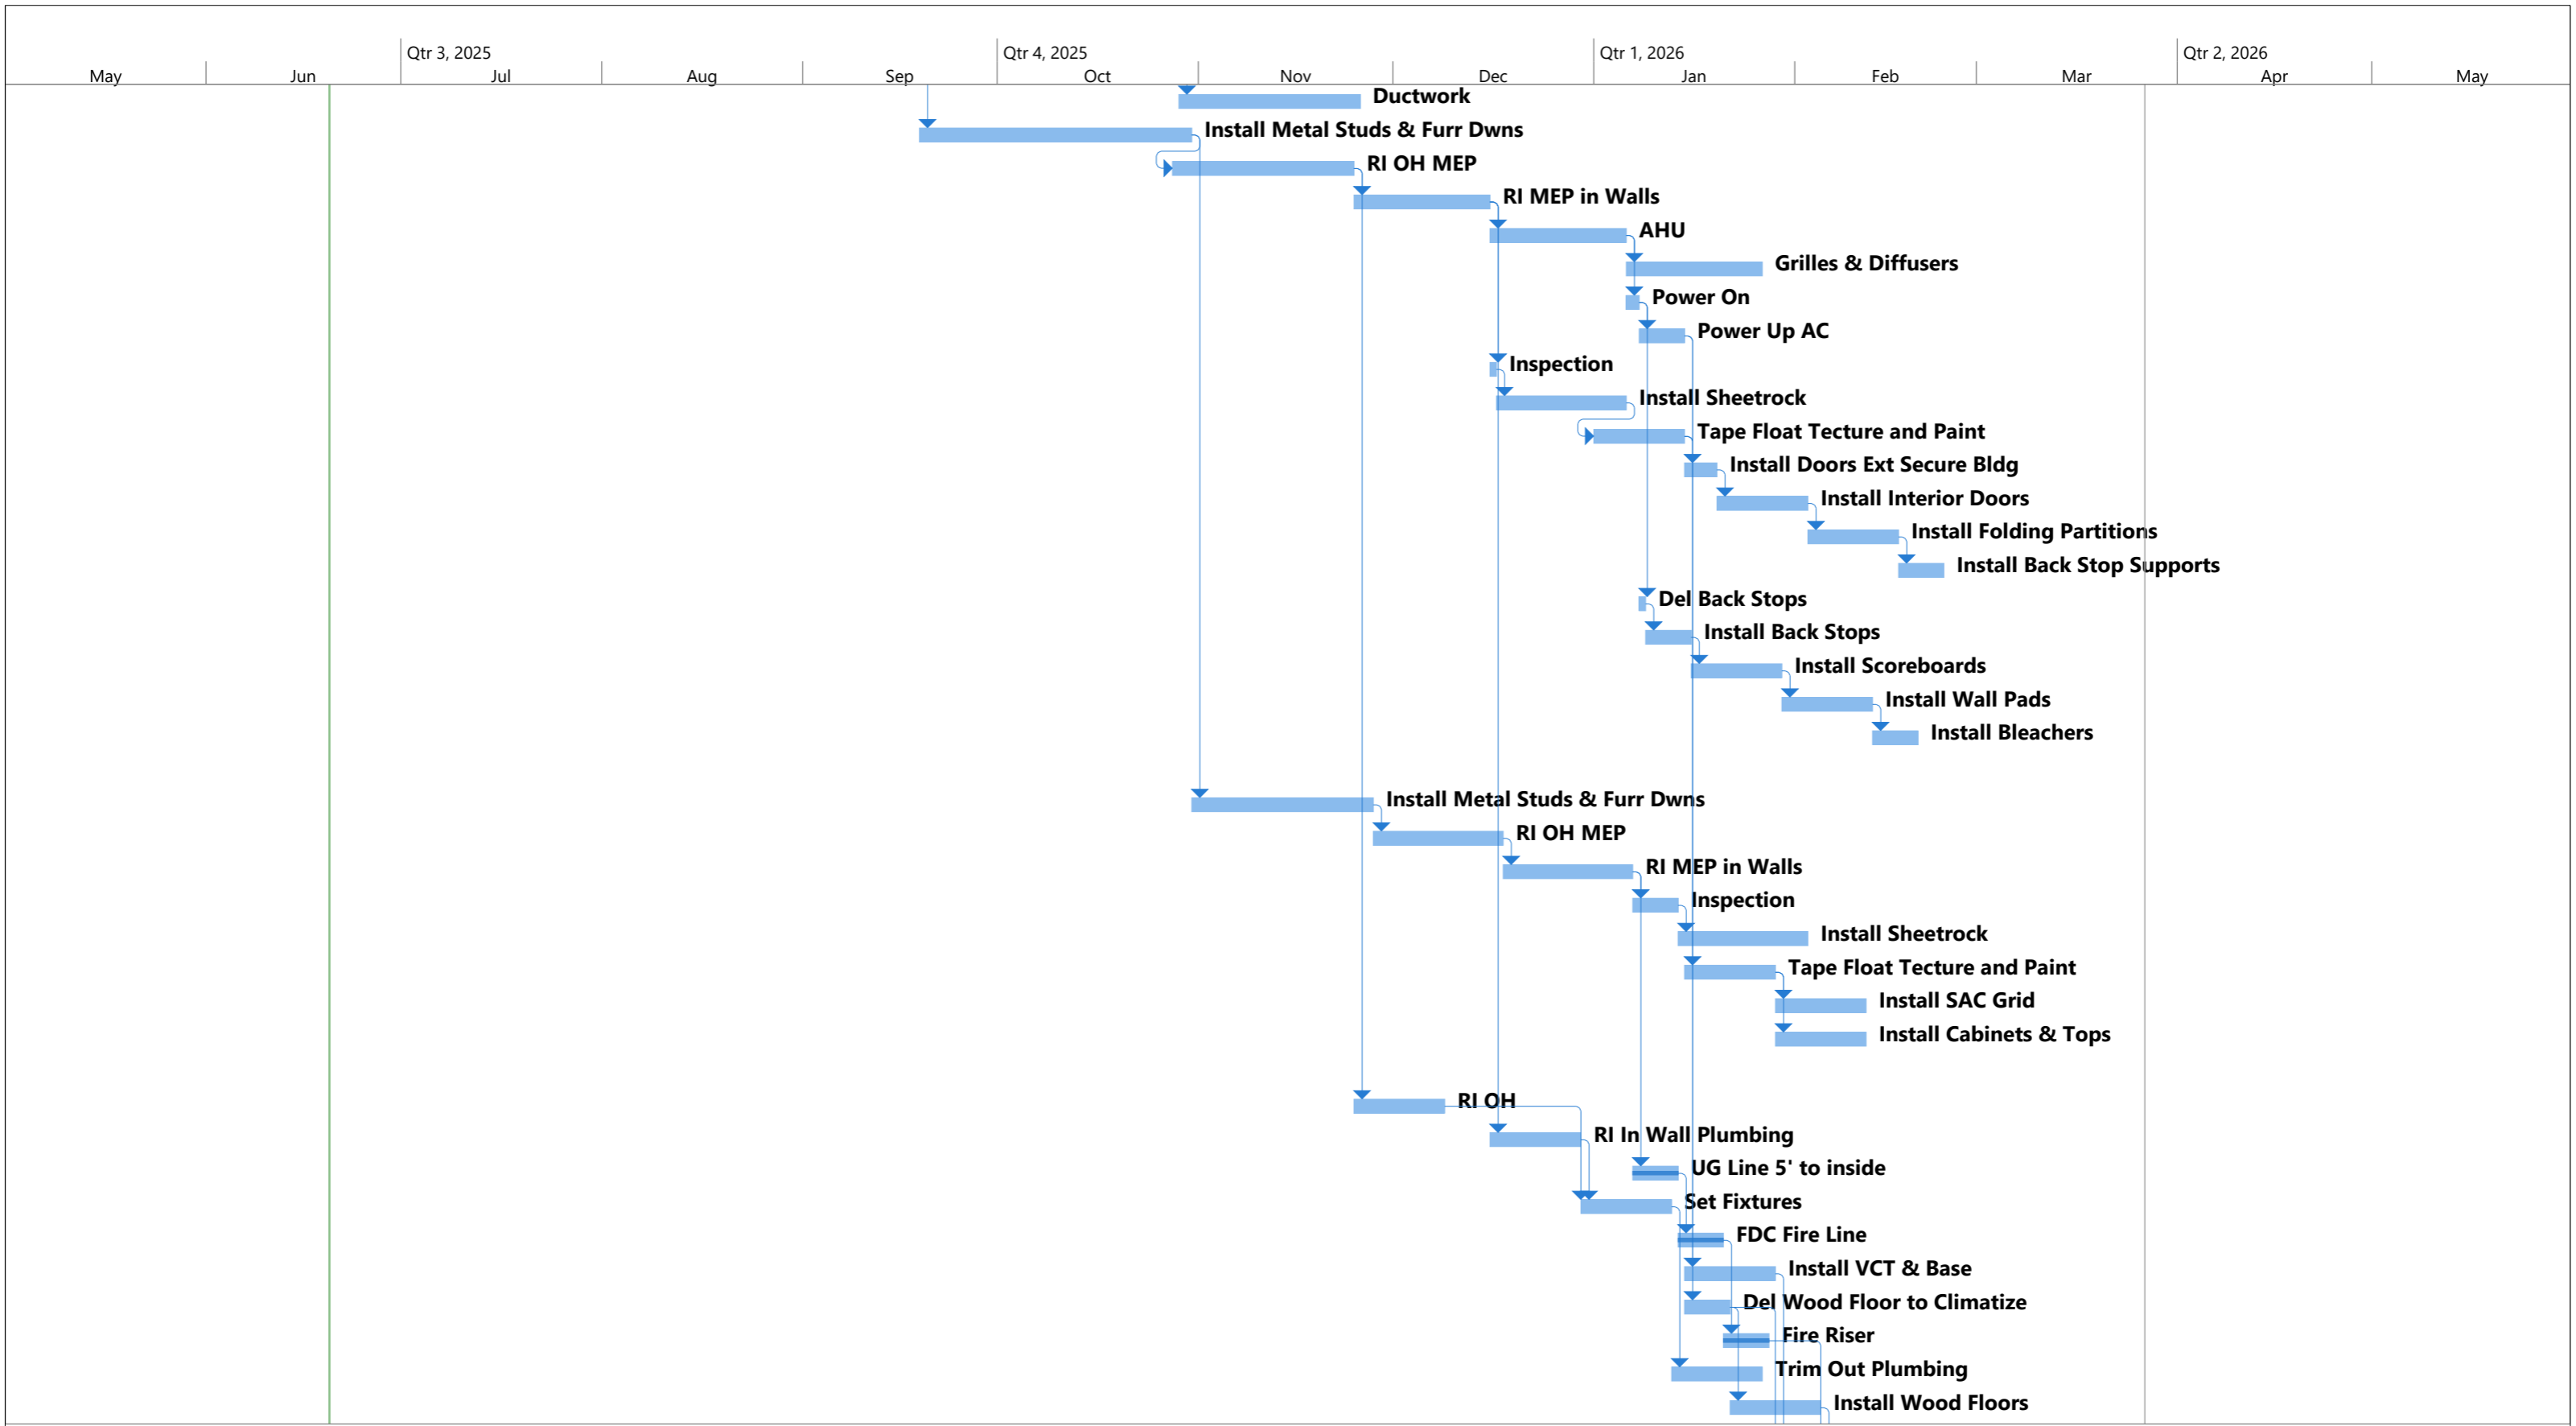 Qtr 3, 2025 Qtr 4, 2025 Qtr 1, 2026 Qtr 2, 2026
May Jun Jul Aug Sep Oct Nov Dec Jan Feb Mar Apr May
Ductwork
Install Metal Studs & Furr Dwns
RI OH MEP
RI MEP in Walls
AHU
Grilles & Diffusers
Power On
Power Up AC
Inspection
Install Sheetrock
Tape Float Tecture and Paint
Install Doors Ext Secure Bldg
Install Interior Doors
Install Folding Partitions
Install Back Stop Supports
Del Back Stops
Install Back Stops
Install Scoreboards
Install Wall Pads
Install Bleachers
Install Metal Studs & Furr Dwns
RI OH MEP
RI MEP in Walls
Inspection
Install Sheetrock
Tape Float Tecture and Paint
Install SAC Grid
Install Cabinets & Tops
RI OH
RI In Wall Plumbing
UG Line 5' to inside
Set Fixtures
FDC Fire Line
Install VCT & Base
Del Wood Floor to Climatize
Fire Riser
Trim Out Plumbing
Install Wood Floors